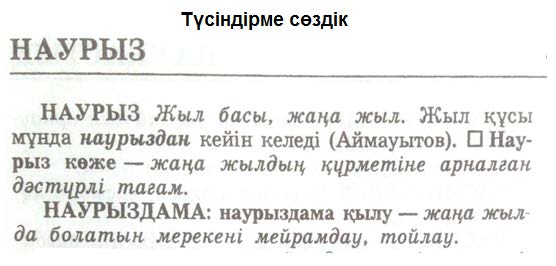 Түсіндірме сөздік
НАУРЫЗ
НАУРЫЗ Жыл басы, жаңа жыл. Жыл құсы
мұнда наурыздан кейін келеді (Аймауытов). □ Нау-
рыз көже — жаңа жылдың құрметіне арналған
дәстүрлі тағам.
НАУРЫЗДАМА: наурыздама қылу — жаңа жыл-
да болатын мерекені мейрамдау, тойлау.